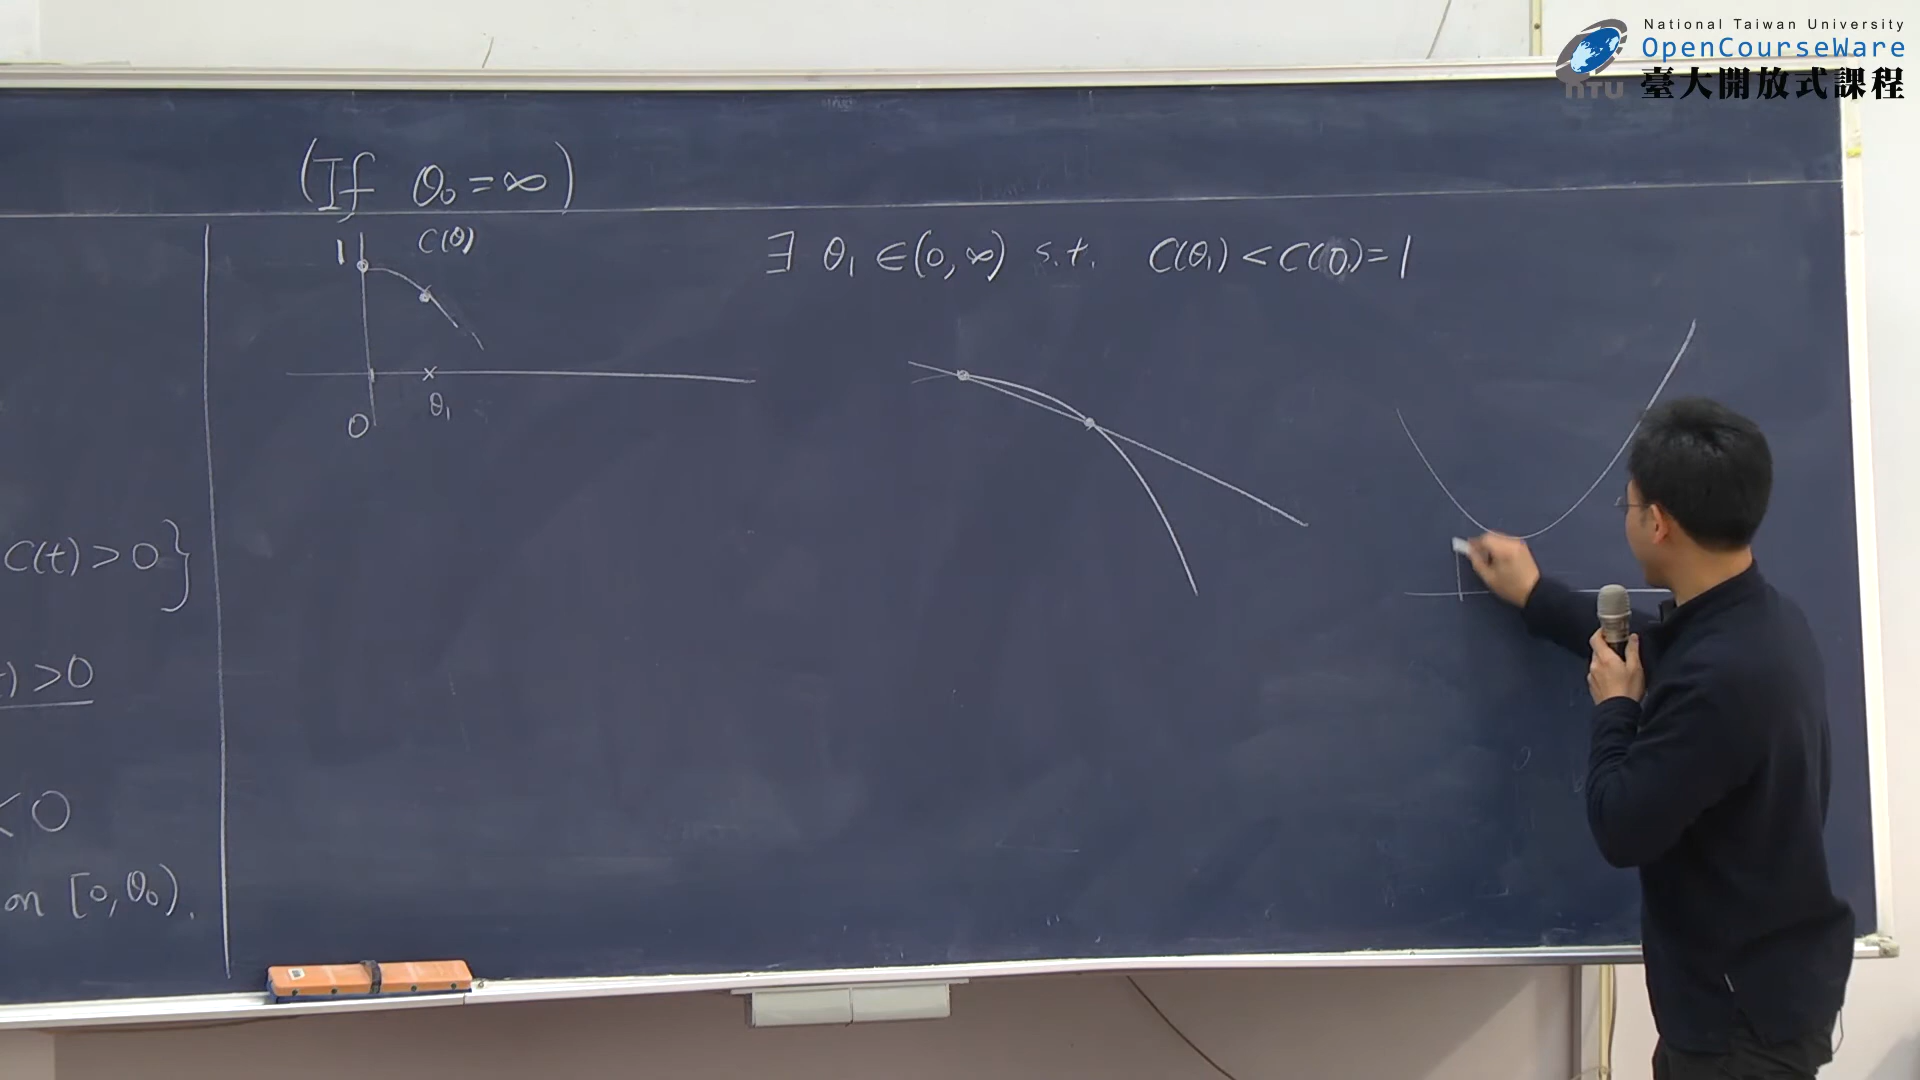 National Taiwan University
OpenCourseWare
臺大開放式課程
NTU
(If θ₀ = ∞)
1
C(θ)
O
θ₁
∃ θ₁ ∈ (0, ∞) s.t. C(θ₁) < C(0) = 1
C(t) > 0}
) > 0
< 0
on [0, θ₀).